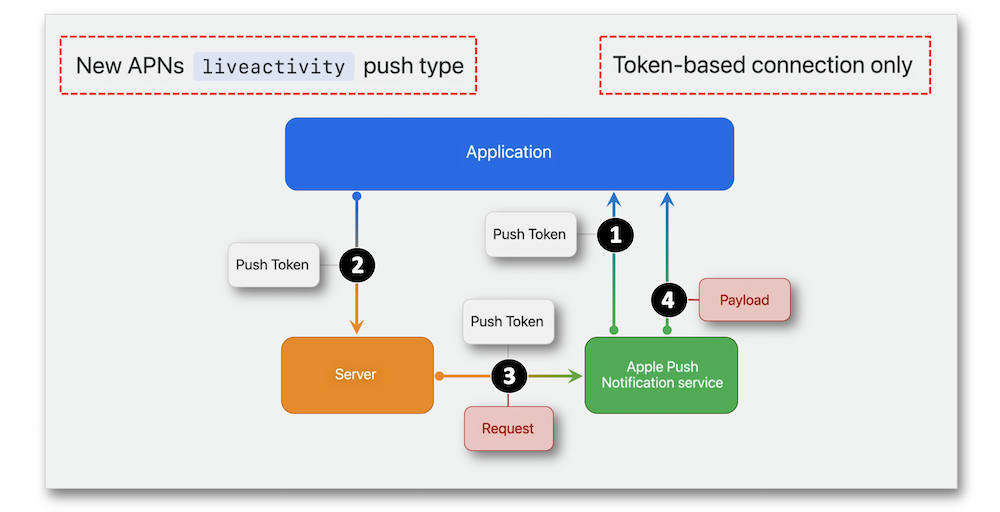 New APNs liveactivity push type
Token-based connection only
Application
Push Token
1
Push Token
2
4
Payload
Push Token
Server
3
Apple Push
Notification service
Request